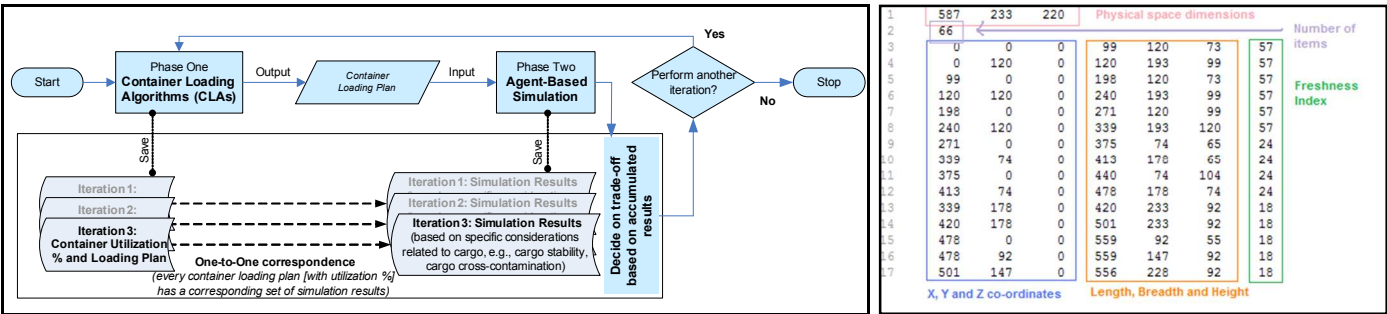 Yes
Start
Phase One
Container Loading
Algorithms (CLAs)
Output
Container
Loading Plan
Input
Phase Two
Agent-Based
Simulation
Perform another
iteration?
No
Stop
Save
Save
Iteration 1:
Iteration 2:
Iteration 3:
Container Utilization
% and Loading Plan
Iteration 1: Simulation Results
Iteration 2: Simulation Results
Iteration 3: Simulation Results
(based on specific considerations
related to cargo, e.g., cargo stability,
cargo cross-contamination)
One-to-One correspondence
(every container loading plan [with utilization %]
has a corresponding set of simulation results)
Decide on trade-off
based on accumulated
results
1 587 233 220 Physical space dimensions
2 66 Number of
items
3 0 0 0 99 120 73 57
4 0 120 0 120 193 99 57
5 99 0 0 198 120 73 57
6 120 120 0 240 193 99 57
7 198 0 0 271 120 99 57
8 240 120 0 339 193 120 57
9 271 0 0 375 74 65 24
10 339 74 0 413 178 65 24
11 375 0 0 440 74 104 24
12 413 74 0 478 178 74 24
13 339 178 0 420 233 92 18
14 420 178 0 501 233 92 18
15 478 0 0 559 92 55 18
16 478 92 0 559 147 92 18
17 501 147 0 556 228 92 18
Freshness
Index
X, Y and Z co-ordinates
Length, Breadth and Height